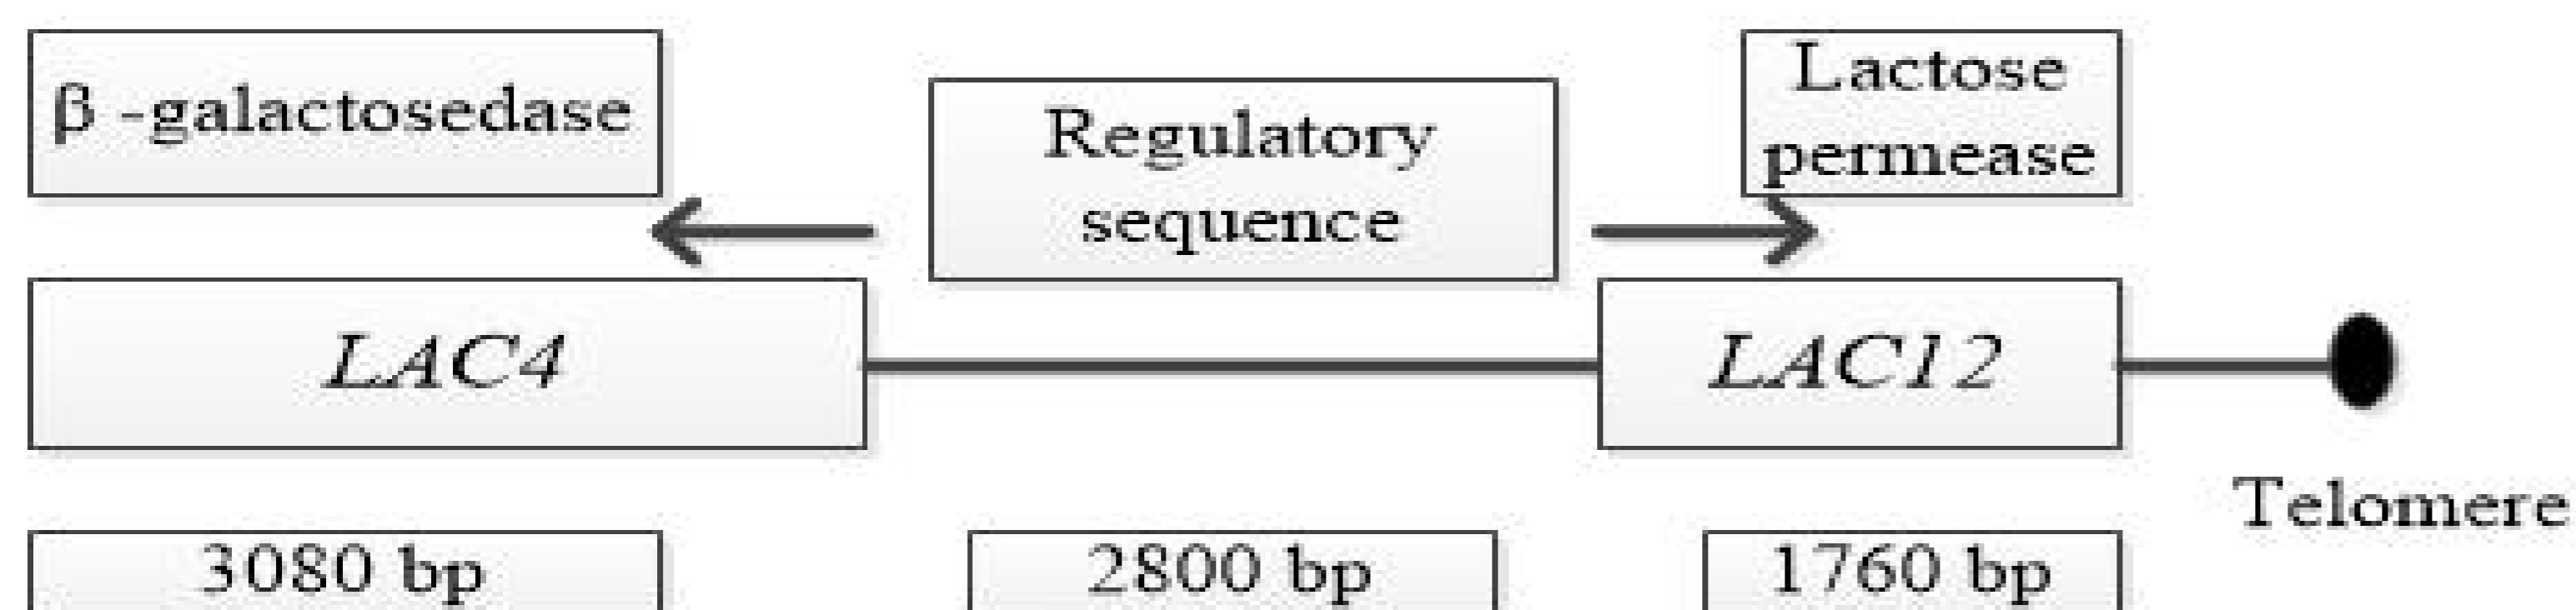 β -galactosedase
Regulatory
sequence
Lactose
permease
LAC4
LAC12
Telomere
3080 bp
2800 bp
1760 bp